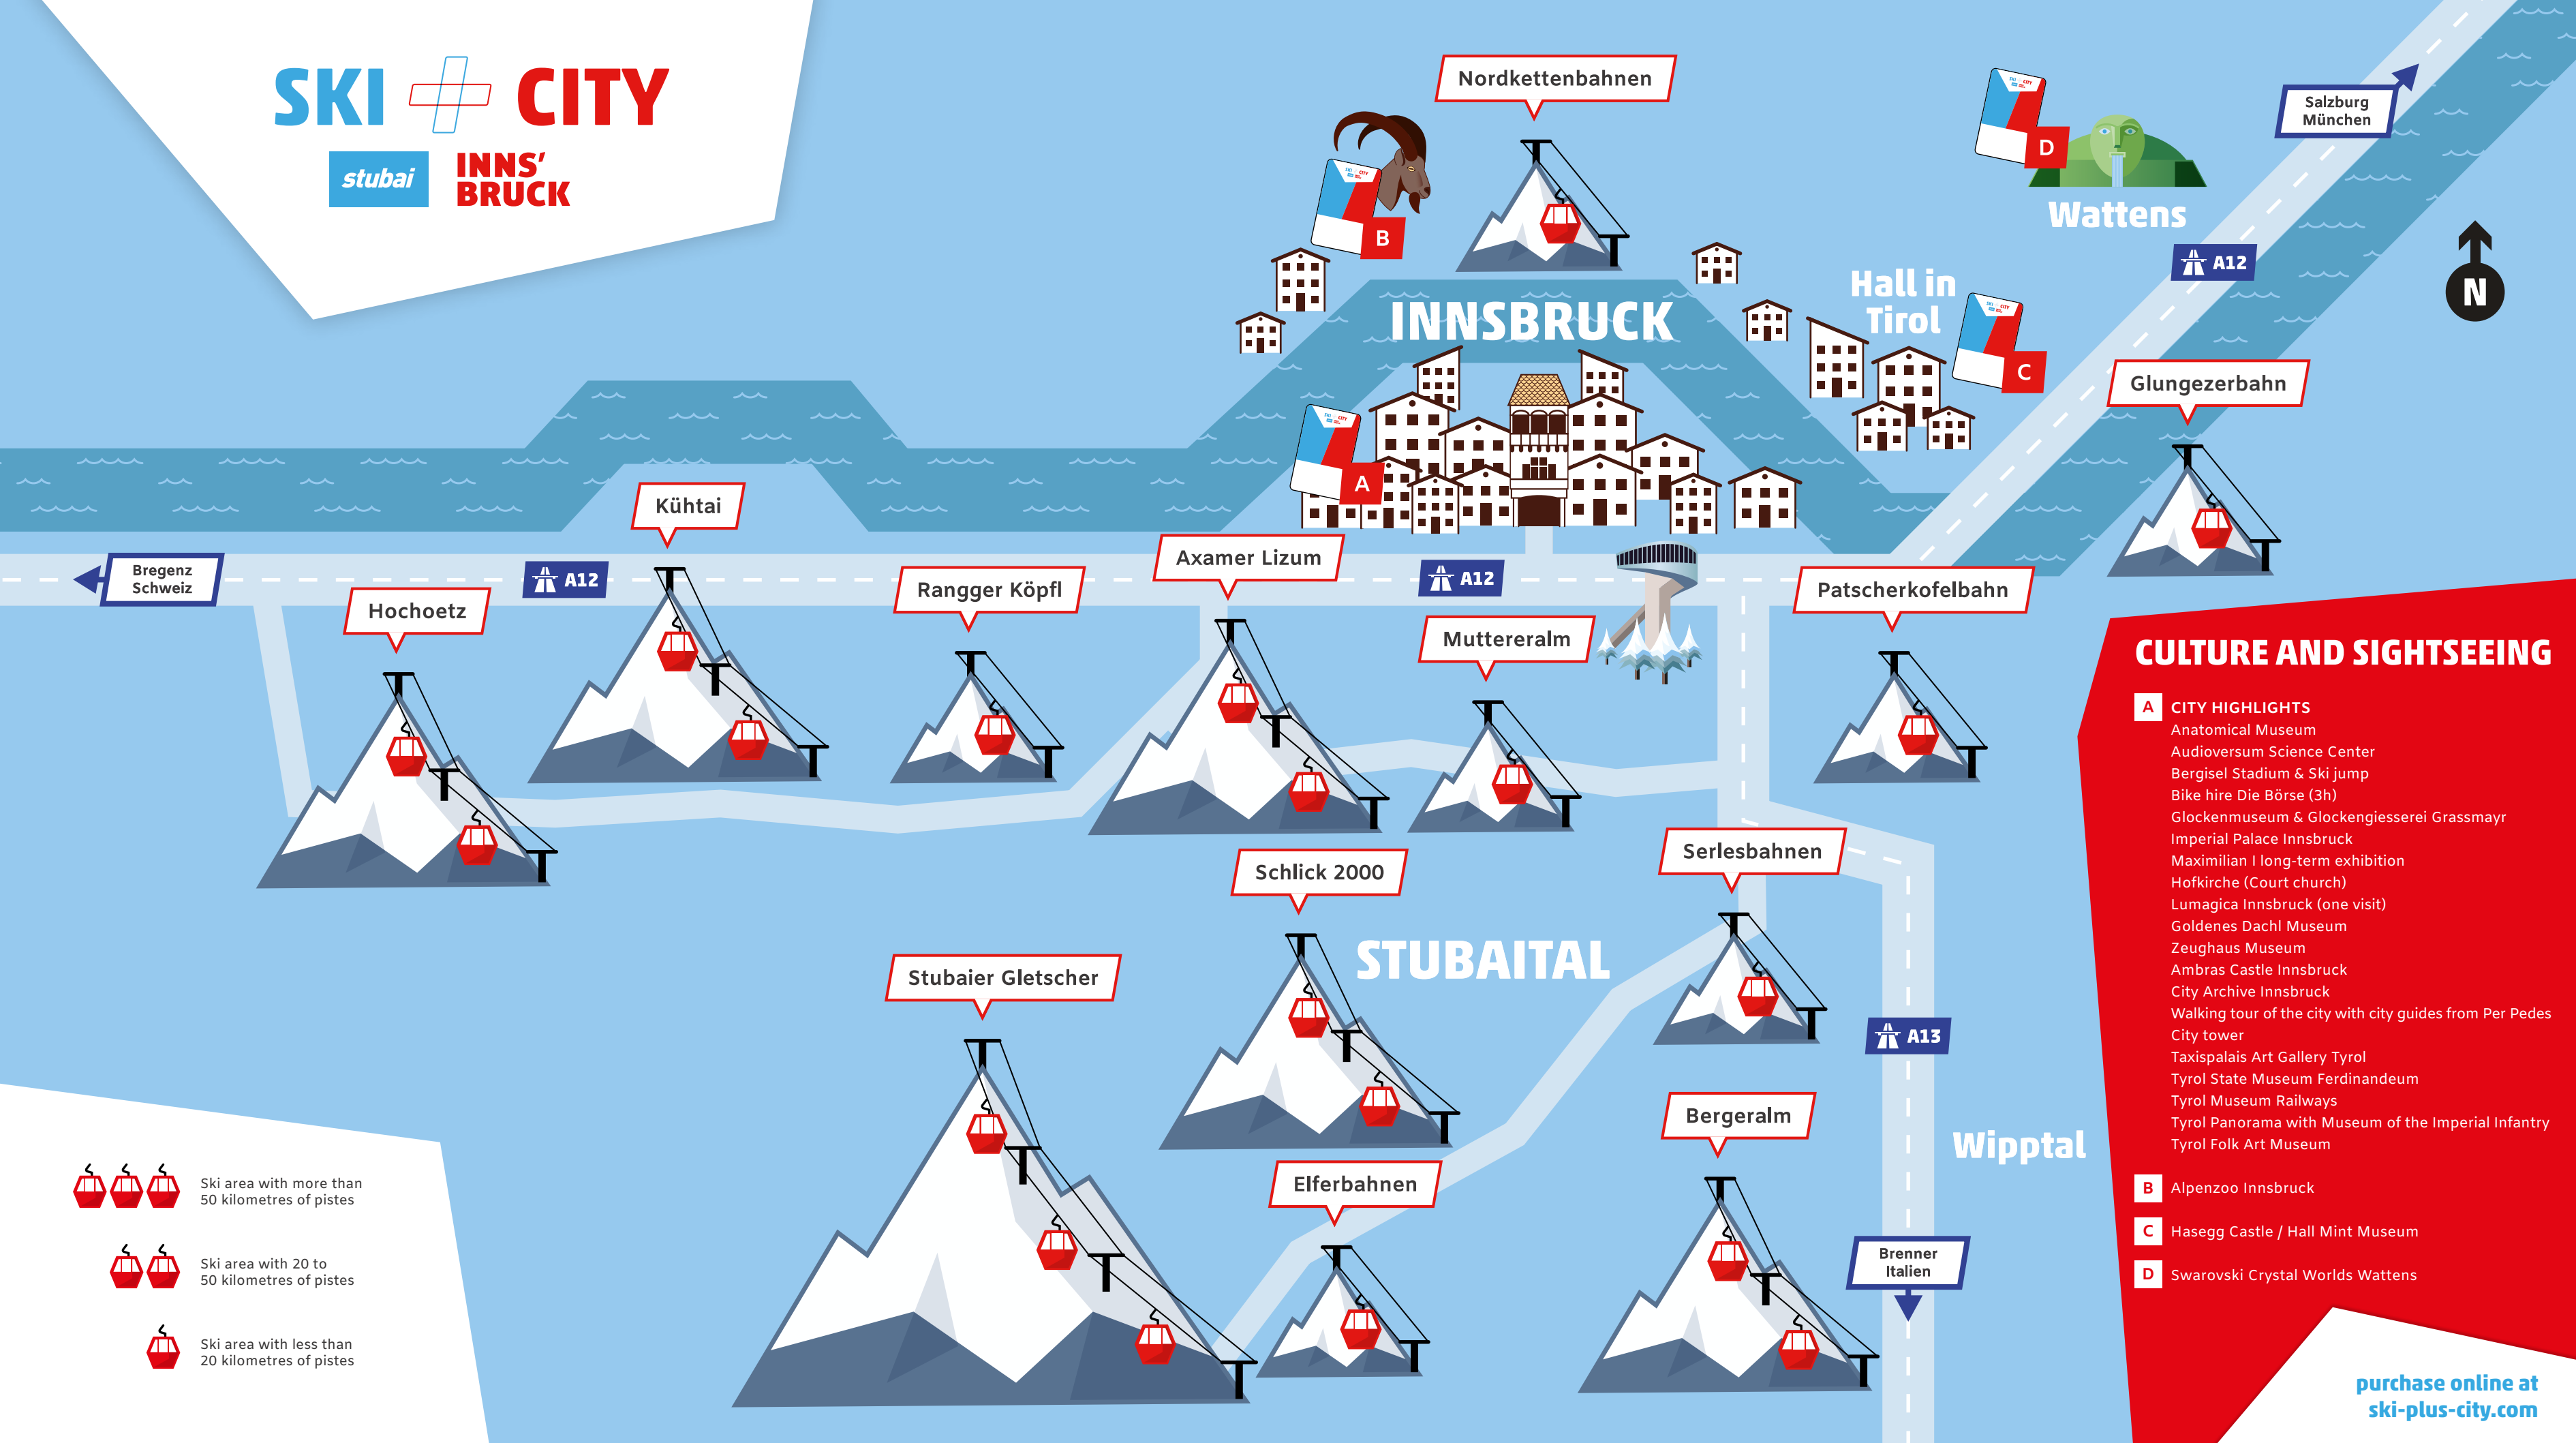 SKI CITY
stubai
INNS'
BRUCK
Nordkettenbahnen
B
D
Wattens
Salzburg
München
A12
N
INNSBRUCK
Hall in
Tirol
C
Glungezerbahn
A
Kühtai
Axamer Lizum
Bregenz
Schweiz
A12
A12
Hochoetz
Rangger Köpfl
Muttereralm
Patscherkofelbahn
Serlesbahnen
Schlick 2000
STUBAITAL
Stubaier Gletscher
A13
Bergeralm
Wipptal
Elferbahnen
Brenner
Italien
Ski area with more than
50 kilometres of pistes
Ski area with 20 to
50 kilometres of pistes
Ski area with less than
20 kilometres of pistes
CULTURE AND SIGHTSEEING
A CITY HIGHLIGHTS
Anatomical Museum
Audioversum Science Center
Bergisel Stadium & Ski jump
Bike hire Die Börse (3h)
Glockenmuseum & Glockengiesserei Grassmayr
Imperial Palace Innsbruck
Maximilian I long-term exhibition
Hofkirche (Court church)
Lumagica Innsbruck (one visit)
Goldenes Dachl Museum
Zeughaus Museum
Ambras Castle Innsbruck
City Archive Innsbruck
Walking tour of the city with city guides from Per Pedes
City tower
Taxispalais Art Gallery Tyrol
Tyrol State Museum Ferdinandeum
Tyrol Museum Railways
Tyrol Panorama with Museum of the Imperial Infantry
Tyrol Folk Art Museum
B Alpenzoo Innsbruck
C Hasegg Castle / Hall Mint Museum
D Swarovski Crystal Worlds Wattens
purchase online at
ski-plus-city.com